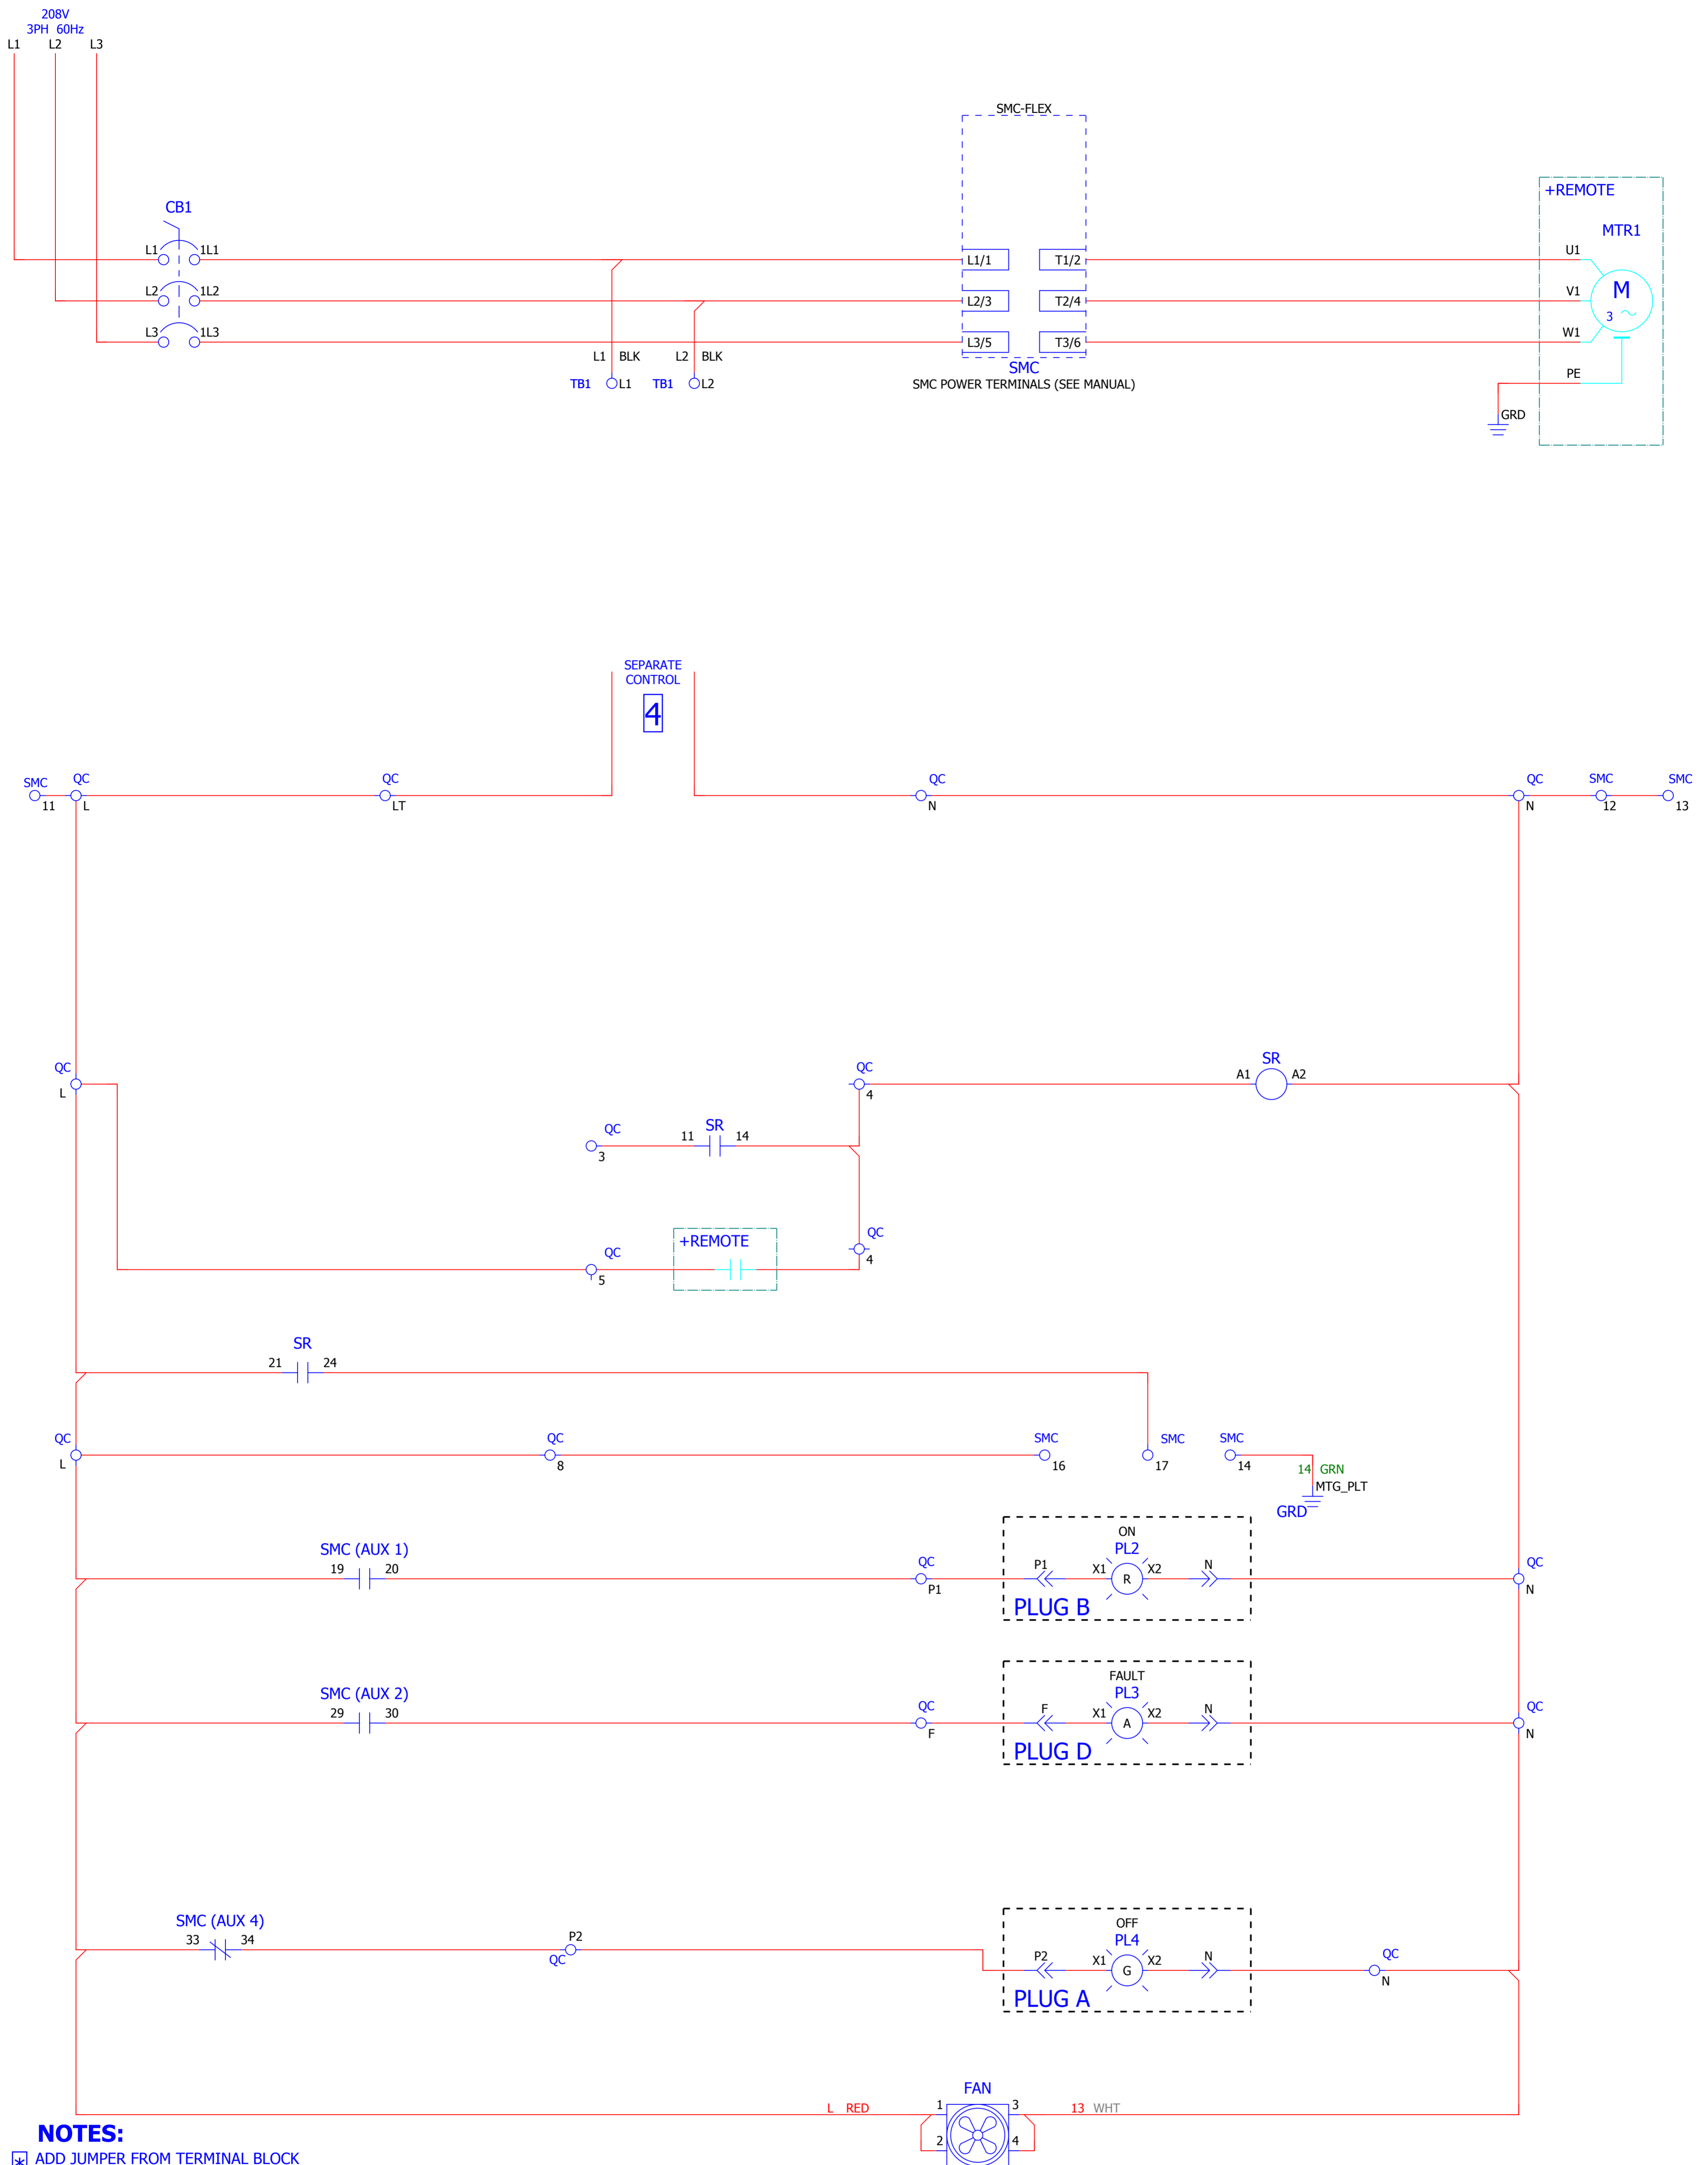 208V
3PH 60Hz
L1 L2 L3
SMC-FLEX
+REMOTE
CB1
MTR1
L1 1L1
L1/1 T1/2
U1
L2 1L2
L2/3 T2/4
V1
M
3
L3 1L3
L3/5 T3/6
W1
L1 BLK L2 BLK
SMC
PE
TB1 L1 TB1 L2
SMC POWER TERMINALS (SEE MANUAL)
GRD
SEPARATE
CONTROL
4
SMC QC QC QC QC SMC SMC
11 L LT N N 12 13
QC QC SR
L 4 A1 A2
QC SR
3 11 14
QC +REMOTE QC
5 4
SR
21 24
QC QC SMC SMC SMC
L 8 16 17 14
14 GRN
MTG_PLT
GRD
ON
SMC (AUX 1) PL2
19 20 QC P1 X1 R X2 N QC
P1 N
PLUG B
FAULT
SMC (AUX 2) PL3
29 30 QC F X1 A X2 N QC
F N
PLUG D
OFF
SMC (AUX 4) PL4
33 34 P2 P2 X1 G X2 N QC
QC N
PLUG A
FAN
L RED 1 3 13 WHT
2 4
NOTES:
* ADD JUMPER FROM TERMINAL BLOCK